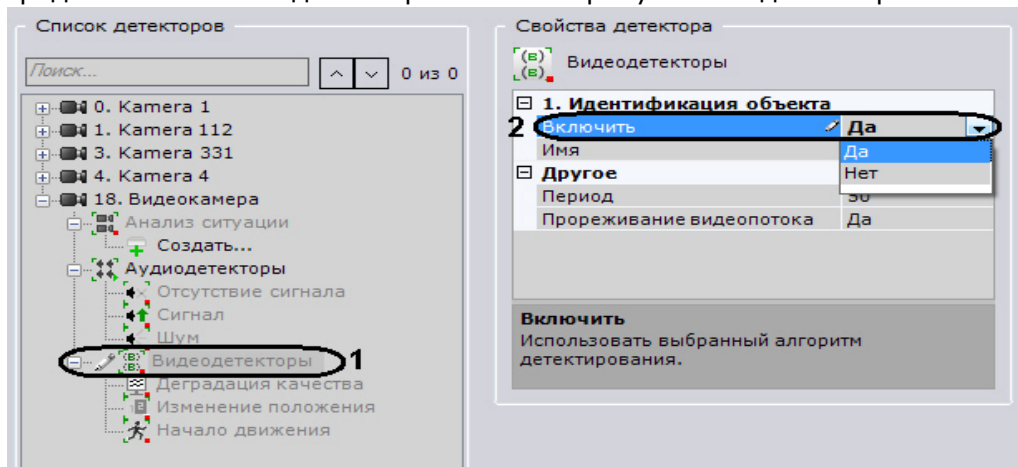 Список детекторов
Поиск...
0 из 0
0. Kamera 1
1. Kamera 112
3. Kamera 331
4. Kamera 4
18. Видеокамера
Анализ ситуации
Создать...
Аудиодетекторы
Отсутствие сигнала
Сигнал
Шум
Видеодетекторы 1
Деградация качества
Изменение положения
Начало движения
Свойства детектора
Видеодетекторы
1. Идентификация объекта
2 Включить Да
Имя Да
Другое Нет
Период 50
Прореживание видеопотока Да
Включить
Использовать выбранный алгоритм
детектирования.